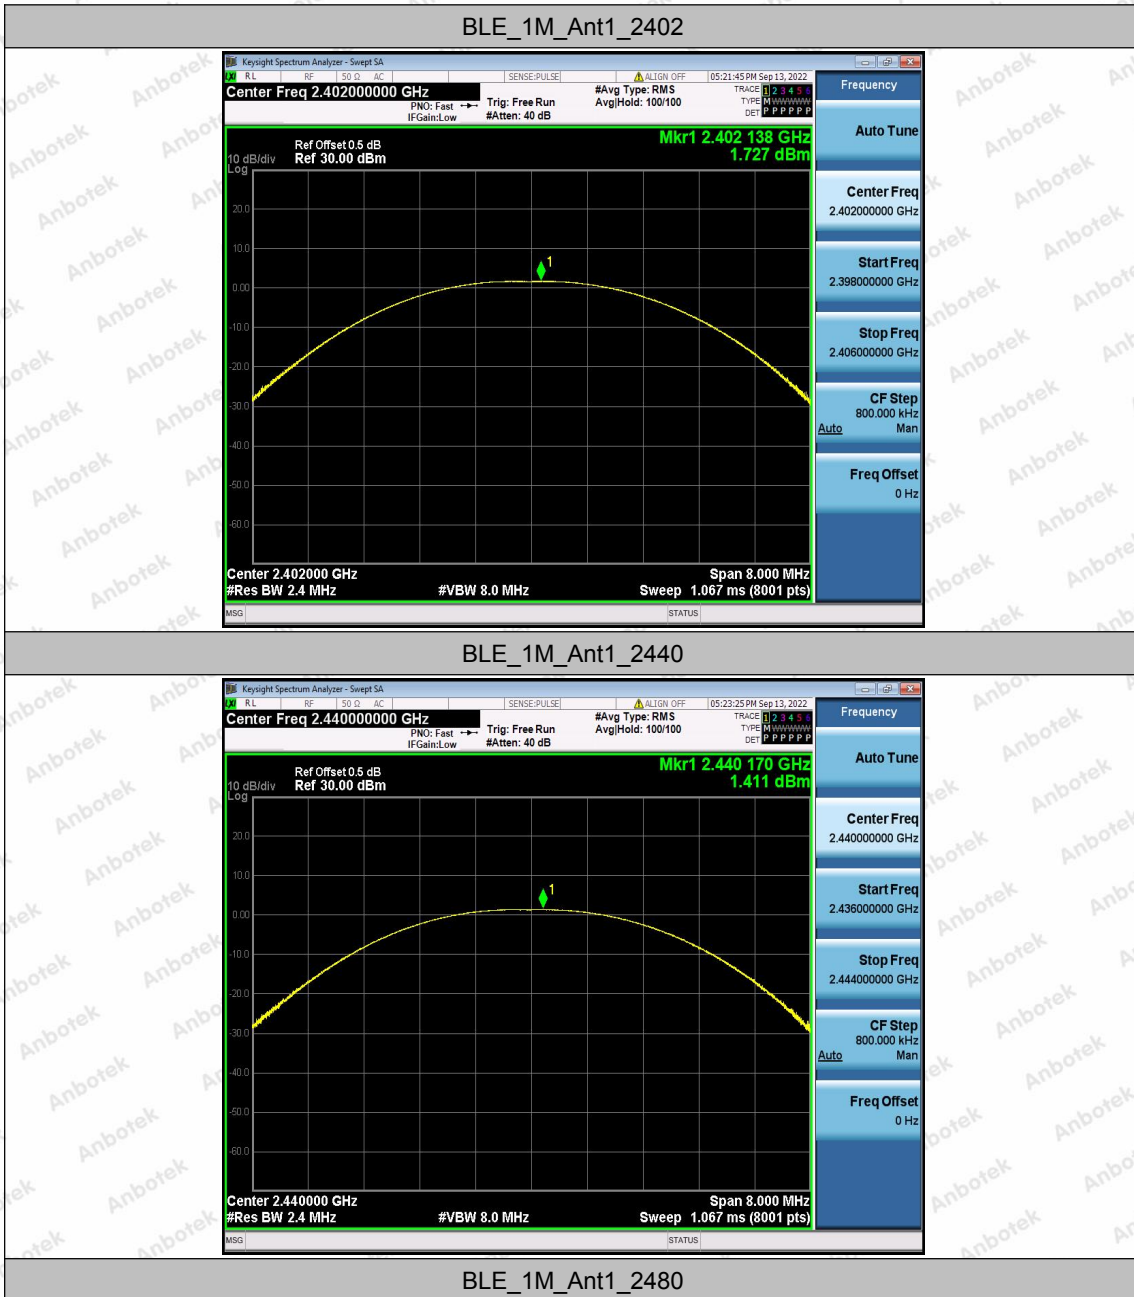 BLE_1M_Ant1_2402
Keysight Spectrum Analyzer - Swept SA
RL RF 50 Ω AC SENSE:PULSE ALIGN OFF 05:21:45 PM Sep 13, 2022
Center Freq 2.402000000 GHz
PNO: Fast
IFGain:Low
Trig: Free Run
#Atten: 40 dB
#Avg Type: RMS
Avg|Hold: 100/100
TRACE 1 2 3 4 5 6
TYPE M W W W W W
DET P P P P P P
Frequency
Auto Tune
Center Freq
2.402000000 GHz
Start Freq
2.398000000 GHz
Stop Freq
2.406000000 GHz
CF Step
800.000 kHz
Auto Man
Freq Offset
0 Hz
Mkr1 2.402 138 GHz
1.727 dBm
Ref Offset 0.5 dB
10 dB/div Ref 30.00 dBm
Log
20.0
10.0
1
0.00
-10.0
-20.0
-30.0
-40.0
-50.0
-60.0
Center 2.402000 GHz Span 8.000 MHz
#Res BW 2.4 MHz #VBW 8.0 MHz Sweep 1.067 ms (8001 pts)
MSG STATUS
BLE_1M_Ant1_2440
Keysight Spectrum Analyzer - Swept SA
RL RF 50 Ω AC SENSE:PULSE ALIGN OFF 05:23:25 PM Sep 13, 2022
Center Freq 2.440000000 GHz
PNO: Fast
IFGain:Low
Trig: Free Run
#Atten: 40 dB
#Avg Type: RMS
Avg|Hold: 100/100
TRACE 1 2 3 4 5 6
TYPE M W W W W W
DET P P P P P P
Frequency
Auto Tune
Center Freq
2.440000000 GHz
Start Freq
2.436000000 GHz
Stop Freq
2.444000000 GHz
CF Step
800.000 kHz
Auto Man
Freq Offset
0 Hz
Mkr1 2.440 170 GHz
1.411 dBm
Ref Offset 0.5 dB
10 dB/div Ref 30.00 dBm
Log
20.0
10.0
1
0.00
-10.0
-20.0
-30.0
-40.0
-50.0
-60.0
Center 2.440000 GHz Span 8.000 MHz
#Res BW 2.4 MHz #VBW 8.0 MHz Sweep 1.067 ms (8001 pts)
MSG STATUS
BLE_1M_Ant1_2480
Anbotek